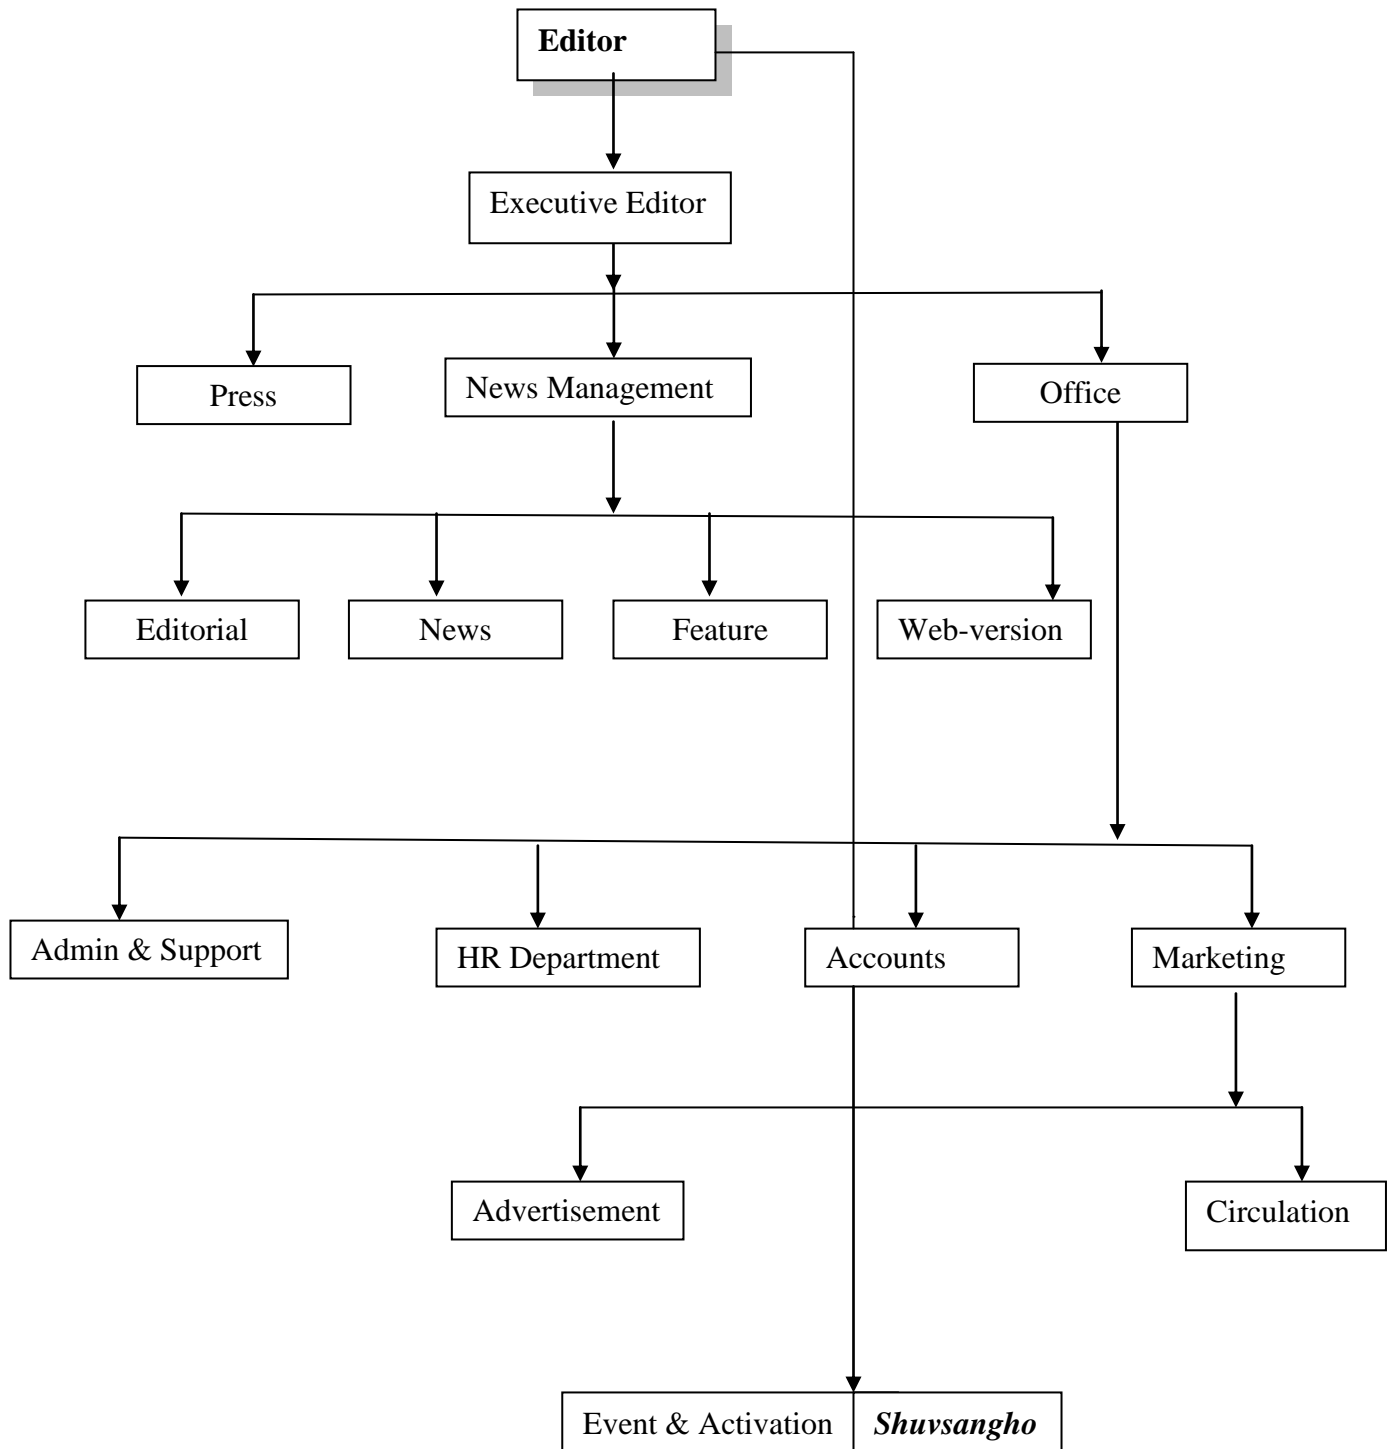 Editor
Executive Editor
Press
News Management
Office
Editorial
News
Feature
Web-version
Admin & Support
HR Department
Accounts
Marketing
Advertisement
Circulation
Event & Activation
Shuvsangho